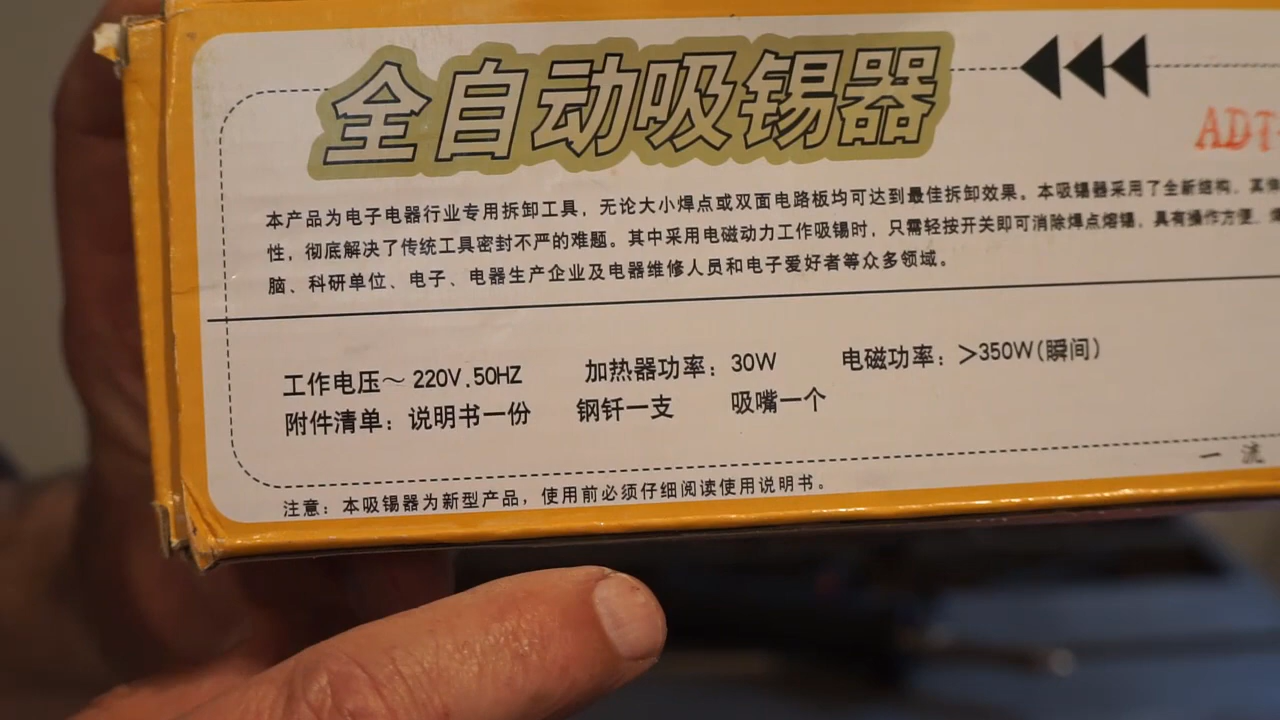 全自动吸锡器
ADT
本产品为电子电器行业专用拆卸工具，无论大小焊点或双面电路板均可达到最佳拆卸效果。本吸锡器采用了全新结构，其
性，彻底解决了传统工具密封不严的难题。其中采用电磁动力工作吸锡时，只需轻按开关即可消除焊点熔锡，具有操作方便、
脑、科研单位、电子、电器生产企业及电器维修人员和电子爱好者等众多领域。
工作电压～220V.50HZ 加热器功率：30W 电磁功率：>350W(瞬间)
附件清单：说明书一份 钢钎一支 吸嘴一个
一流
注意：本吸锡器为新型产品，使用前必须仔细阅读使用说明书。